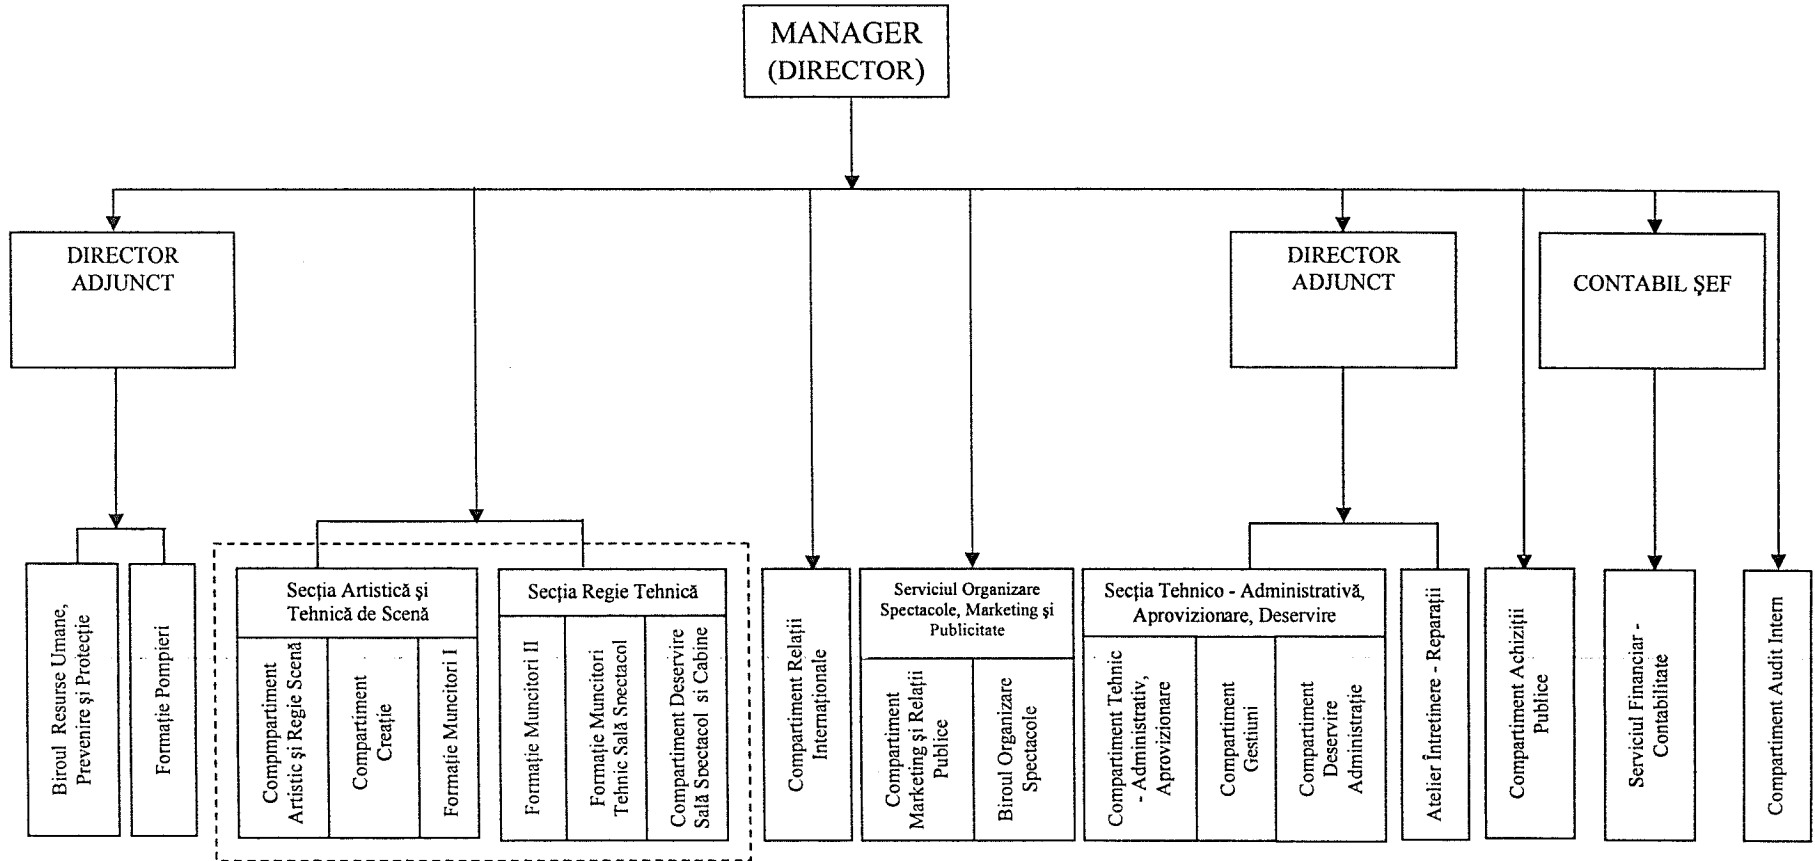 MANAGER
(DIRECTOR)
DIRECTOR
ADJUNCT
DIRECTOR
ADJUNCT
CONTABIL ŞEF
Biroul Resurse Umane,
Prevenire şi Protecţie
Formaţie Pompieri
Secţia Artistică şi
Tehnică de Scenă
Compmpartiment
Artistic şi Regie Scenă
Compartiment
Creaţie
Formaţie Muncitori I
Secţia Regie Tehnică
Formaţie Muncitori II
Formaţie Muncitori
Tehnic Sală Spectacol
Compartiment Deservire
Sală Spectacol si Cabine
Compartiment Relaţii
Internaţionale
Serviciul Organizare
Spectacole, Marketing şi
Publicitate
Compartiment
Marketing şi Relaţii
Publice
Biroul Organizare
Spectacole
Secţia Tehnico - Administrativă,
Aprovizionare, Deservire
Compartiment Tehnic
- Administrativ,
Aprovizionare
Compartiment
Gestiuni
Compartiment
Deservire
Administraţie
Atelier Întretinere - Reparaţii
Compartiment Achiziţii
Publice
Serviciul Financiar -
Contabilitate
Compartiment Audit Intern